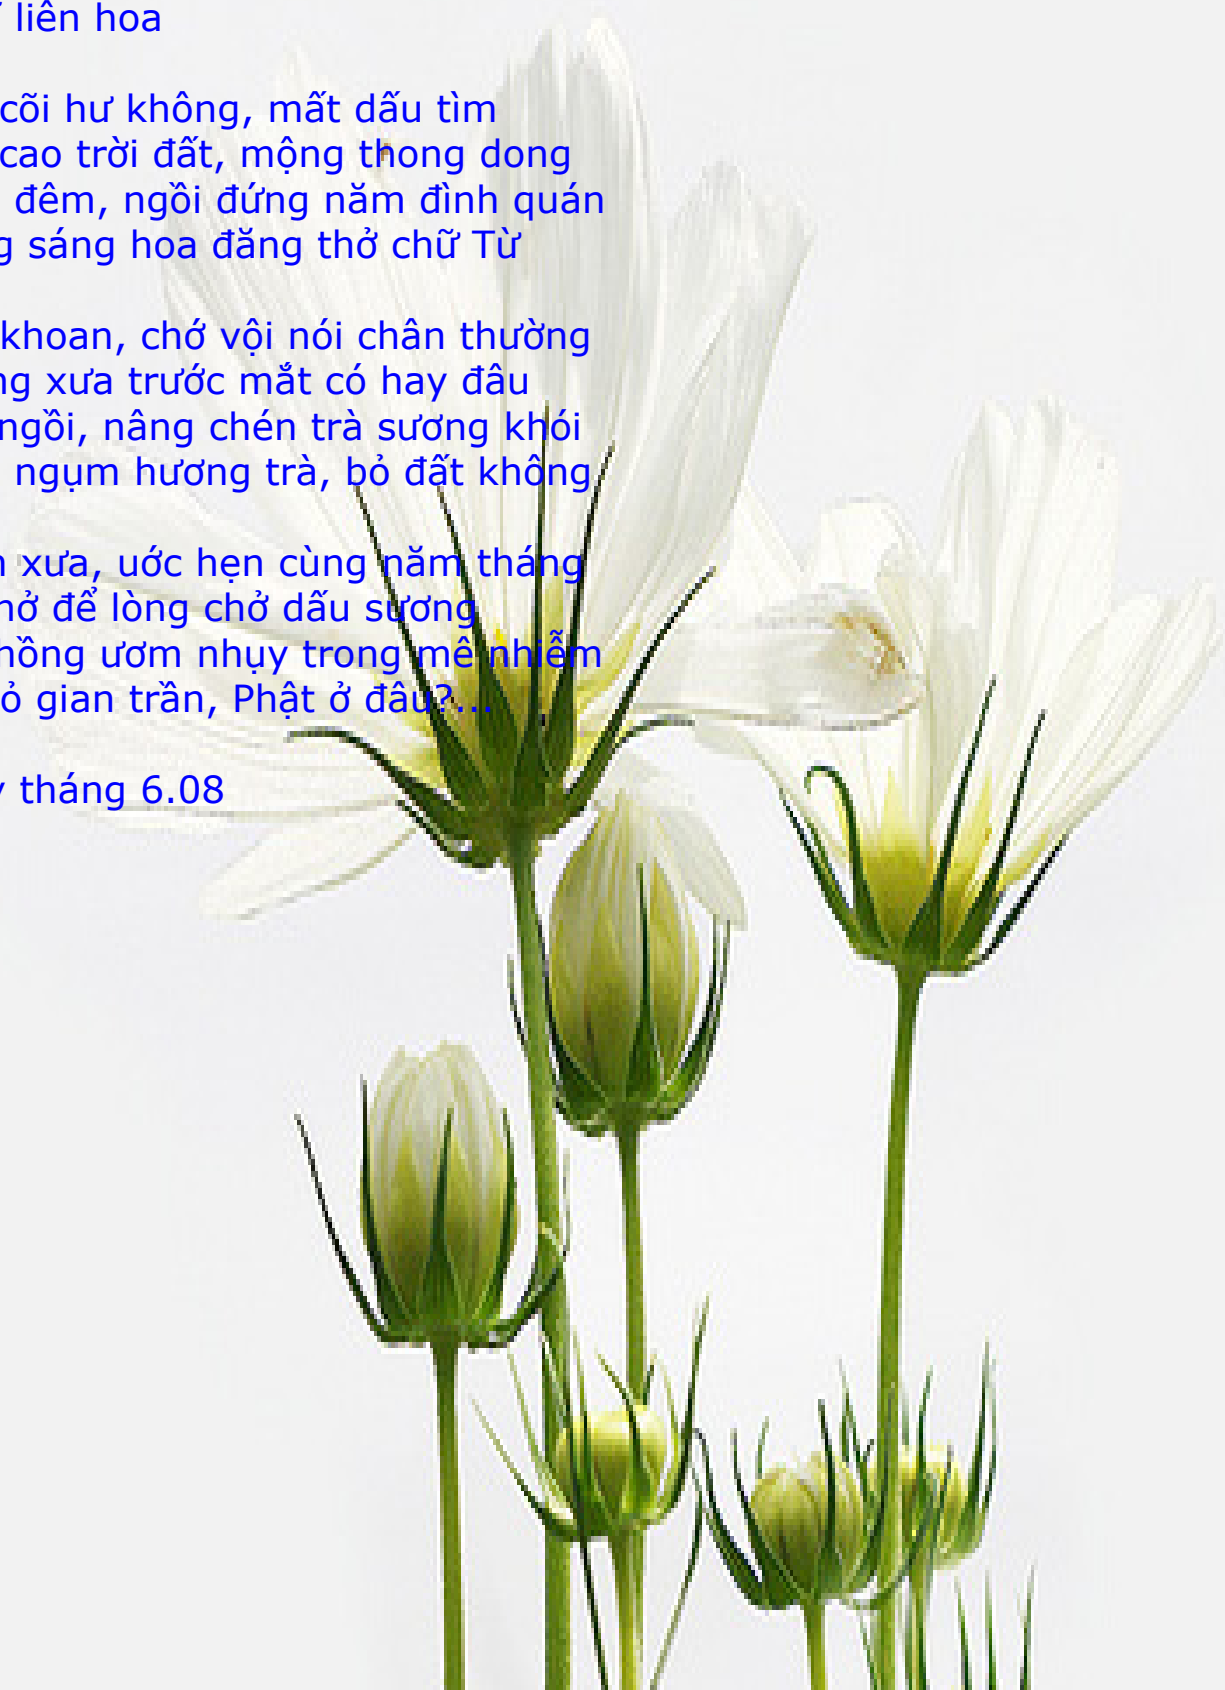 liên hoa
cõi hư không, mất dấu tìm
cao trời đất, mộng thong dong
đêm, ngồi đứng năm đình quán
sáng hoa đăng thở chữ Từ
khoan, chớ vội nói chân thường
xưa trước mắt có hay đâu
ngồi, nâng chén trà sương khói
ngụm hương trà, bỏ đất không
xưa, uớc hẹn cùng năm tháng
để lòng chở dấu sương
hồng ươm nhụy trong mê nhiễm
gian trần, Phật ở đâu?...
tháng 6.08